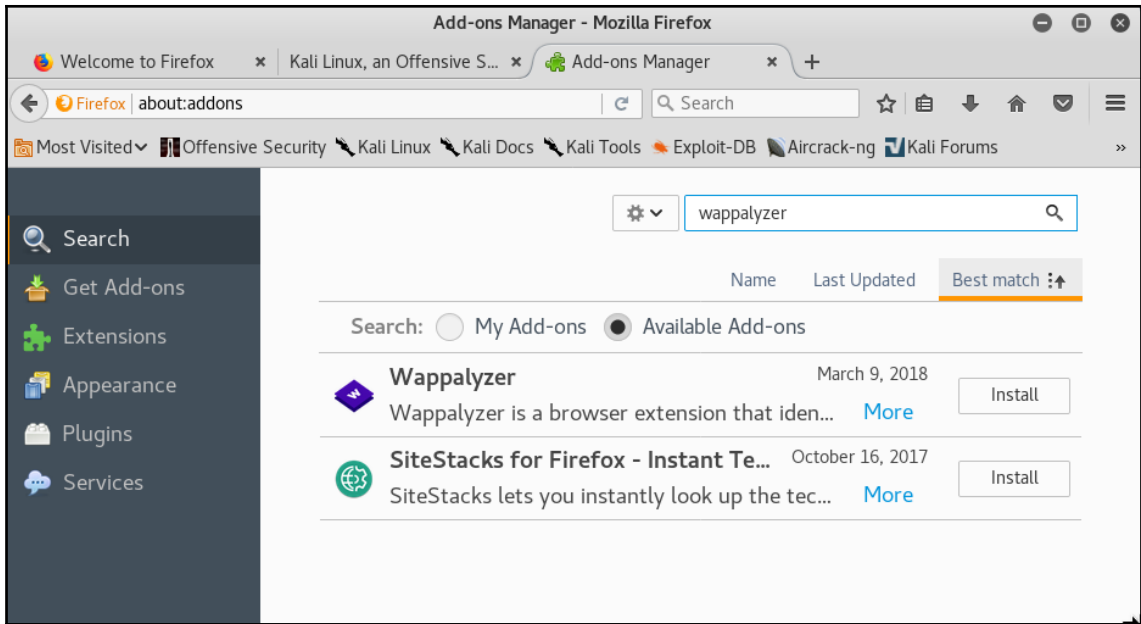 Add-ons Manager - Mozilla Firefox
Welcome to Firefox Kali Linux, an Offensive S... Add-ons Manager
Firefox about:addons Search
Most Visited Offensive Security Kali Linux Kali Docs Kali Tools Exploit-DB Aircrack-ng Kali Forums »
wappalyzer
Search
Get Add-ons
Extensions
Appearance
Plugins
Services
Name Last Updated Best match
Search: My Add-ons Available Add-ons
Wappalyzer March 9, 2018
Wappalyzer is a browser extension that iden... More
Install
SiteStacks for Firefox - Instant Te... October 16, 2017
SiteStacks lets you instantly look up the tec... More
Install